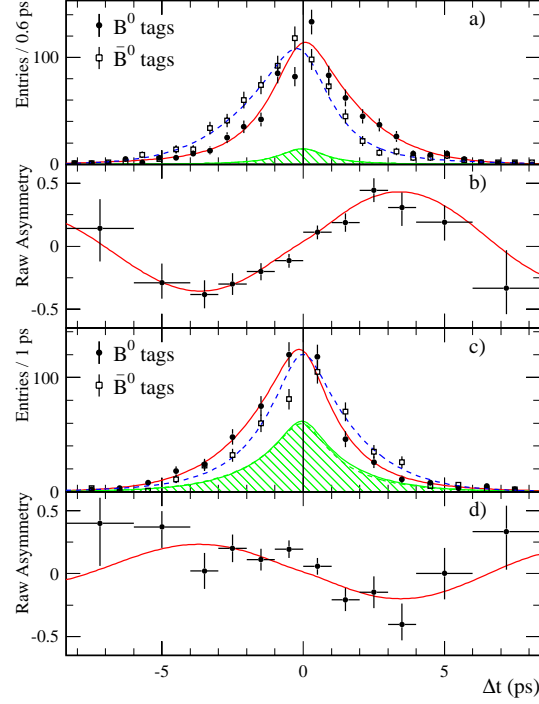 Entries / 0.6 ps
100
0
B⁰ tags
B̄⁰ tags
a)
Raw Asymmetry
0.5
0
-0.5
b)
Entries / 1 ps
100
0
B⁰ tags
B̄⁰ tags
c)
Raw Asymmetry
0.5
0
-0.5
d)
-5
0
5
Δt (ps)